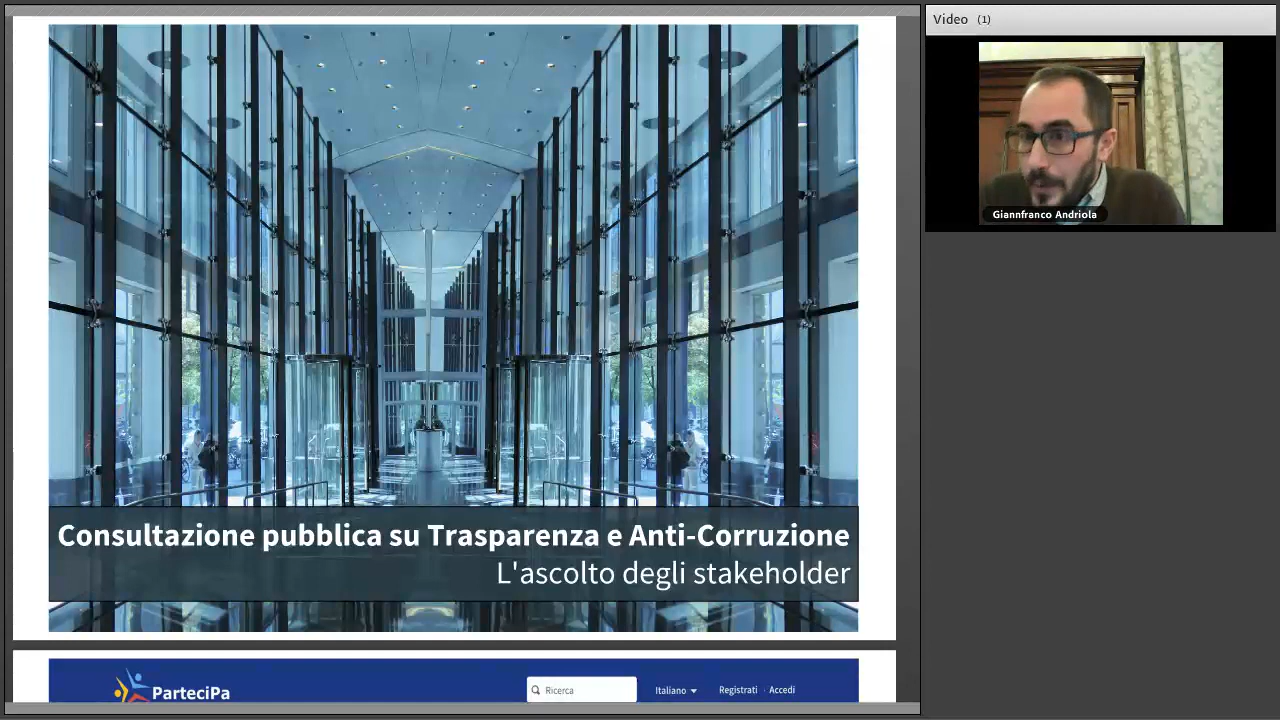 Video (1)
Giannfranco Andriola
Consultazione pubblica su Trasparenza e Anti-Corruzione
L'ascolto degli stakeholder
ParteciPa
Ricerca
Italiano
Registrati
Accedi